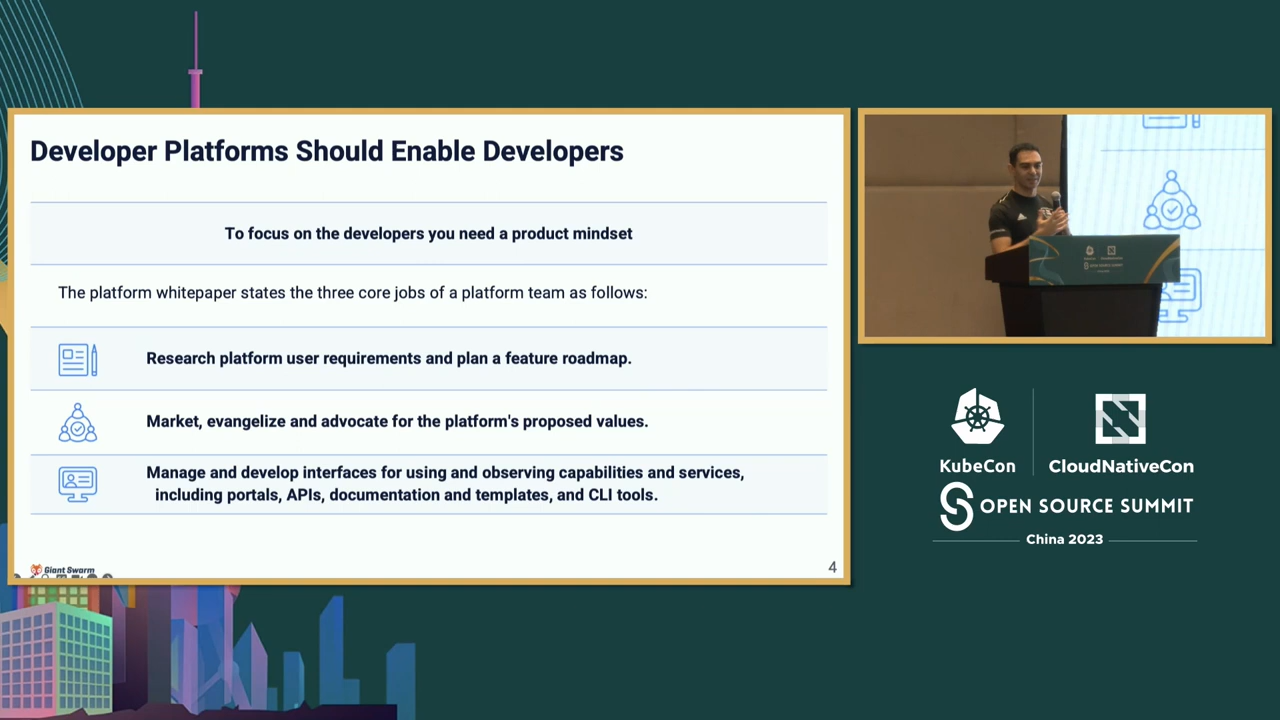 Developer Platforms Should Enable Developers
To focus on the developers you need a product mindset
The platform whitepaper states the three core jobs of a platform team as follows:
Research platform user requirements and plan a feature roadmap.
Market, evangelize and advocate for the platform's proposed values.
Manage and develop interfaces for using and observing capabilities and services,
including portals, APIs, documentation and templates, and CLI tools.
Giant Swarm
4
KubeCon
CloudNativeCon
OPEN SOURCE SUMMIT
China 2023